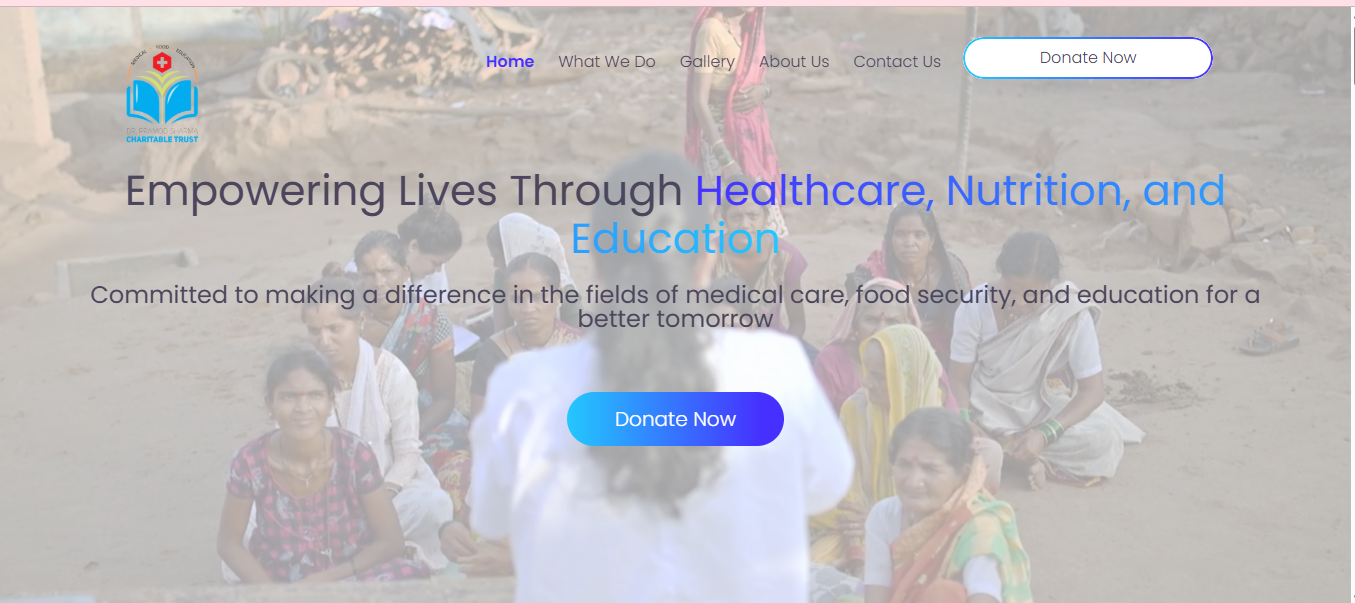 MEDICAL FOOD EDUCATION
DR. PRAMOD SHARMA
CHARITABLE TRUST
Home What We Do Gallery About Us Contact Us Donate Now
Empowering Lives Through Healthcare, Nutrition, and
Education
Committed to making a difference in the fields of medical care, food security, and education for a
better tomorrow
Donate Now